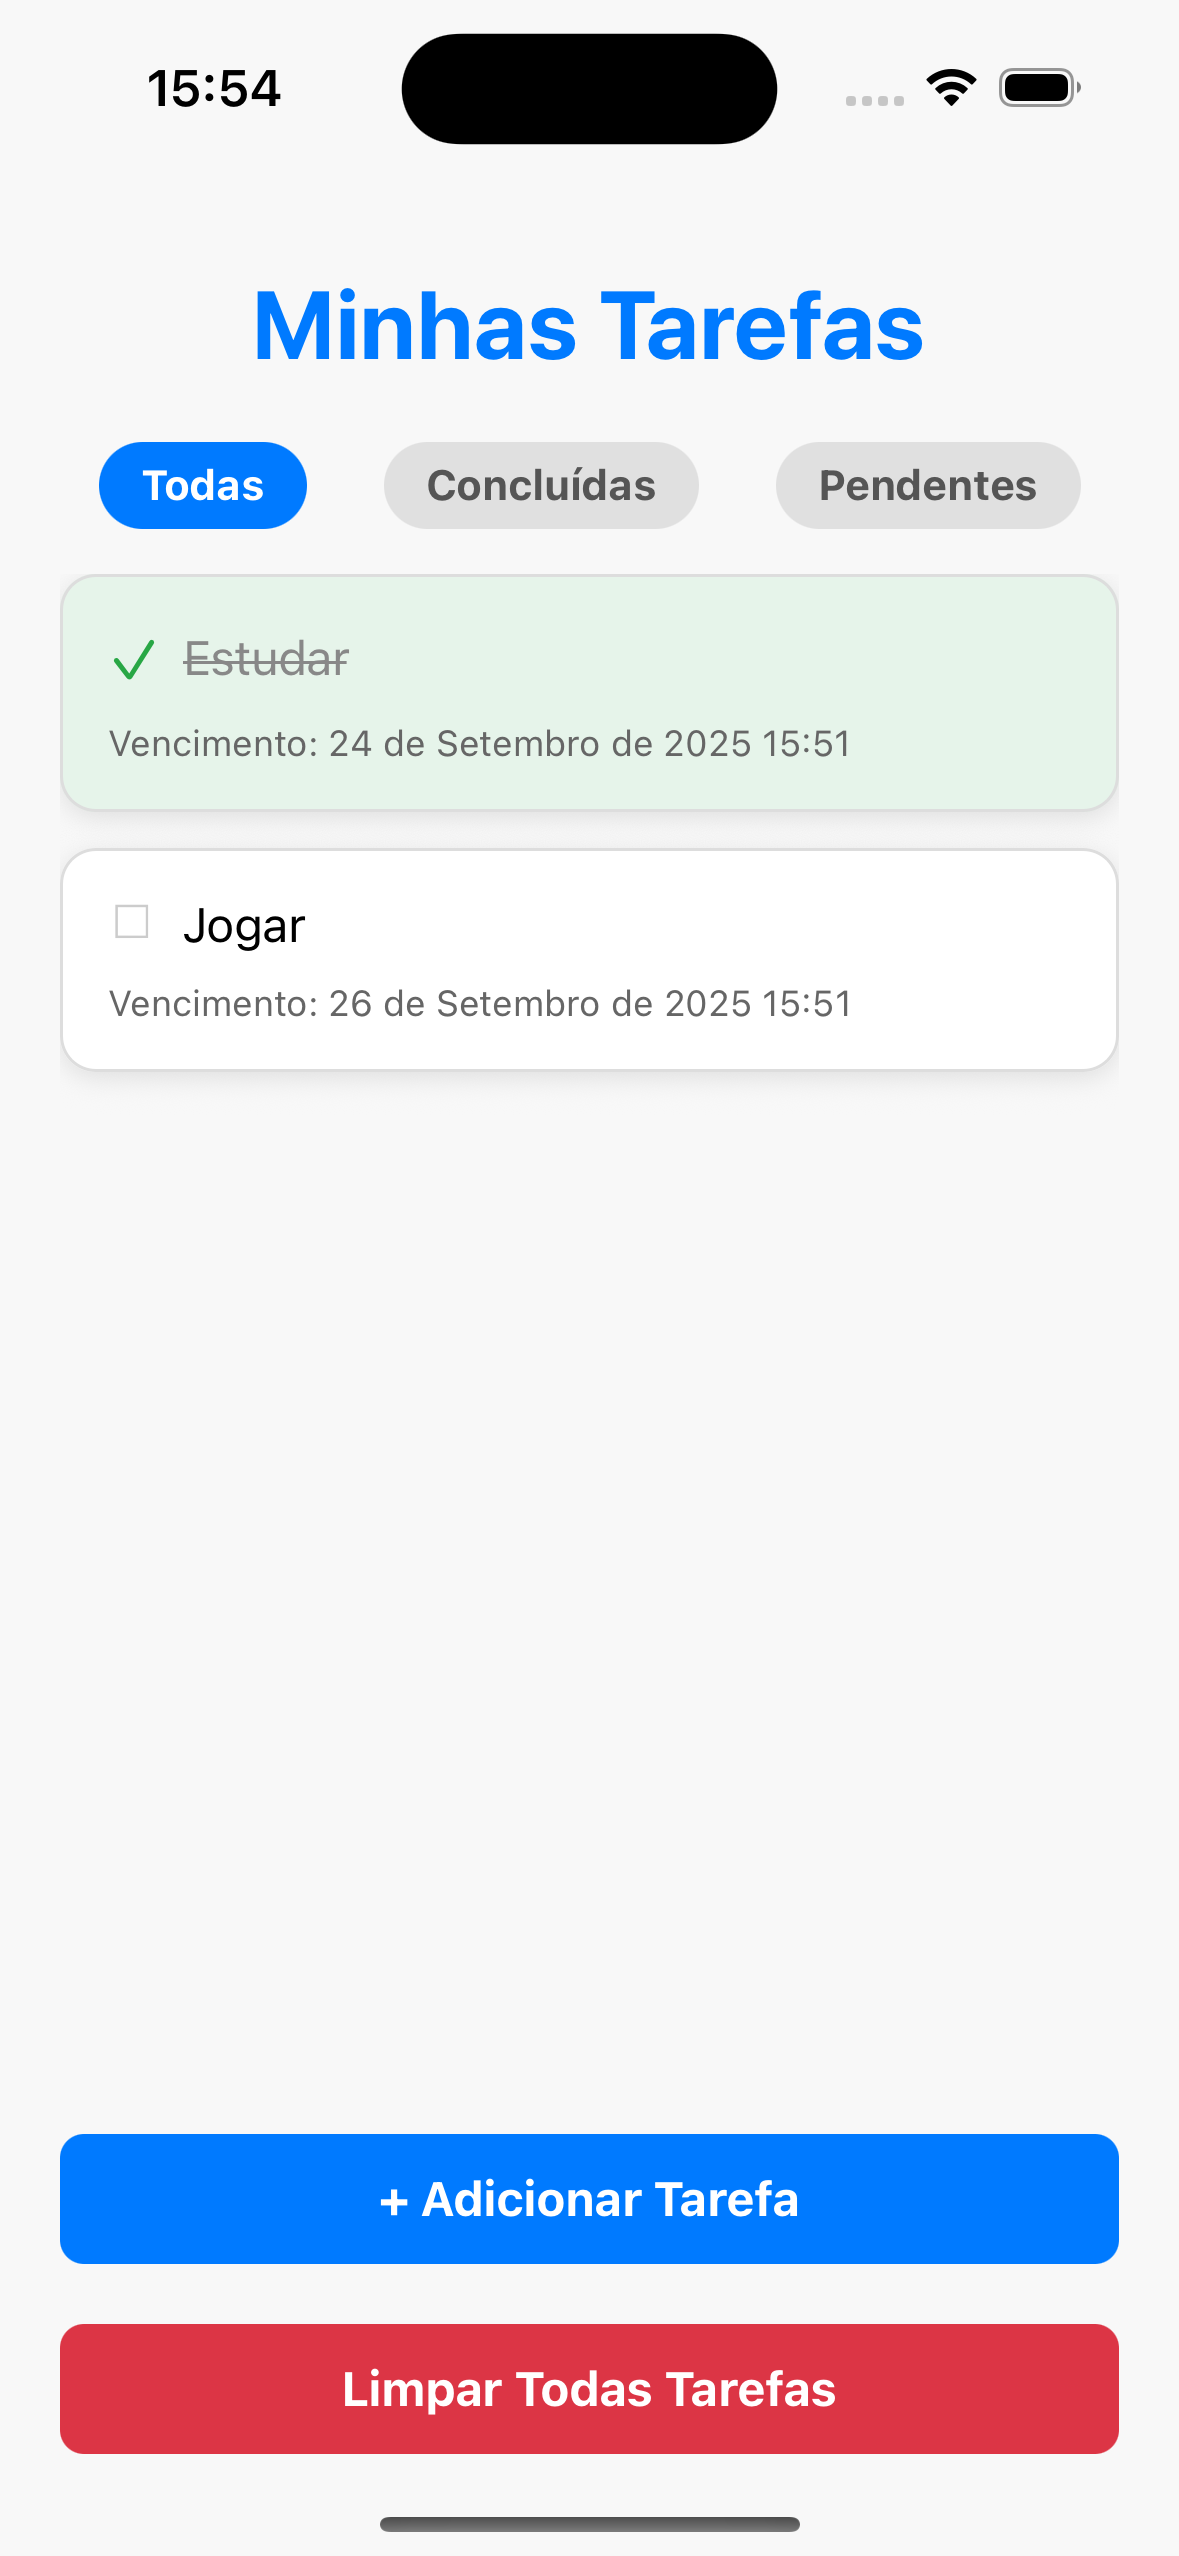 15:54
Minhas Tarefas
Todas Concluídas Pendentes
Estudar
Vencimento: 24 de Setembro de 2025 15:51
Jogar
Vencimento: 26 de Setembro de 2025 15:51
+ Adicionar Tarefa
Limpar Todas Tarefas